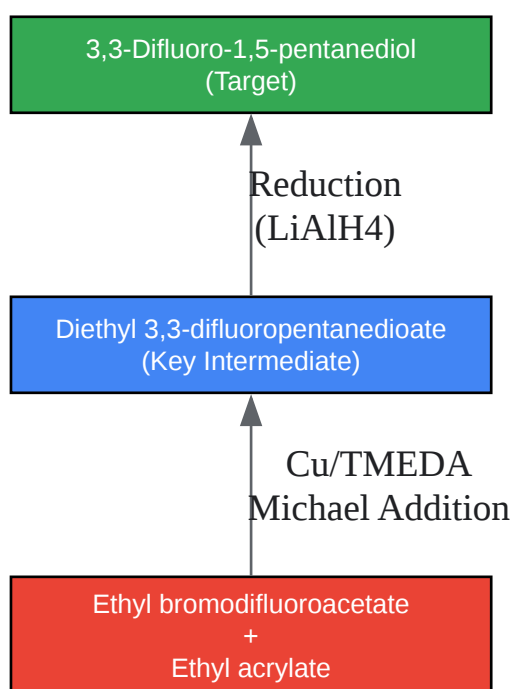 3,3-Difluoro-1,5-pentanediol
(Target)
Reduction
(LiAlH4)
Diethyl 3,3-difluoropentanedioate
(Key Intermediate)
Cu/TMEDA
Michael Addition
Ethyl bromodifluoroacetate
+
Ethyl acrylate